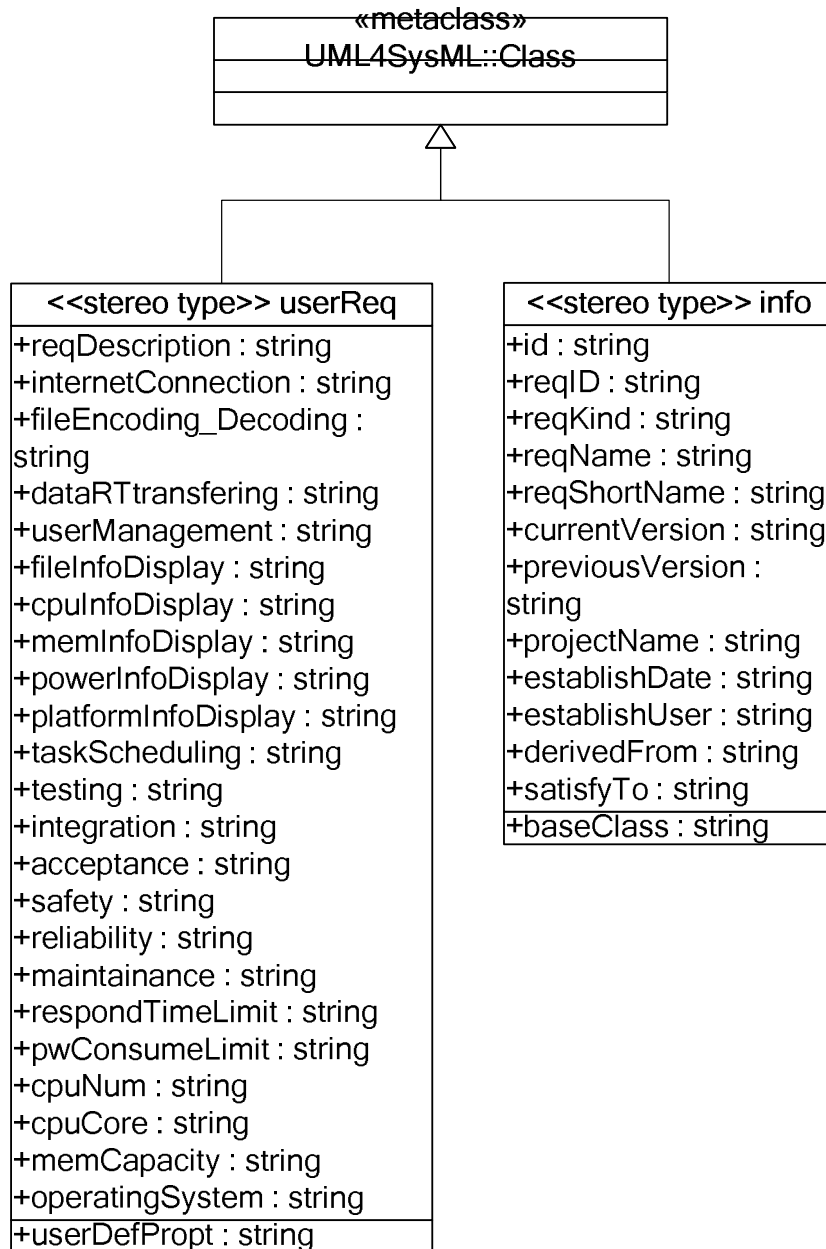 «metaclass»
UML4SysML::Class
<<stereo type>> userReq
+reqDescription : string
+internetConnection : string
+fileEncoding_Decoding :
string
+dataRTtransfering : string
+userManagement : string
+fileInfoDisplay : string
+cpuInfoDisplay : string
+memInfoDisplay : string
+powerInfoDisplay : string
+platformInfoDisplay : string
+taskScheduling : string
+testing : string
+integration : string
+acceptance : string
+safety : string
+reliability : string
+maintainance : string
+respondTimeLimit : string
+pwConsumeLimit : string
+cpuNum : string
+cpuCore : string
+memCapacity : string
+operatingSystem : string
+userDefPropt : string
<<stereo type>> info
+id : string
+reqID : string
+reqKind : string
+reqName : string
+reqShortName : string
+currentVersion : string
+previousVersion :
string
+projectName : string
+establishDate : string
+establishUser : string
+derivedFrom : string
+satisfyTo : string
+baseClass : string